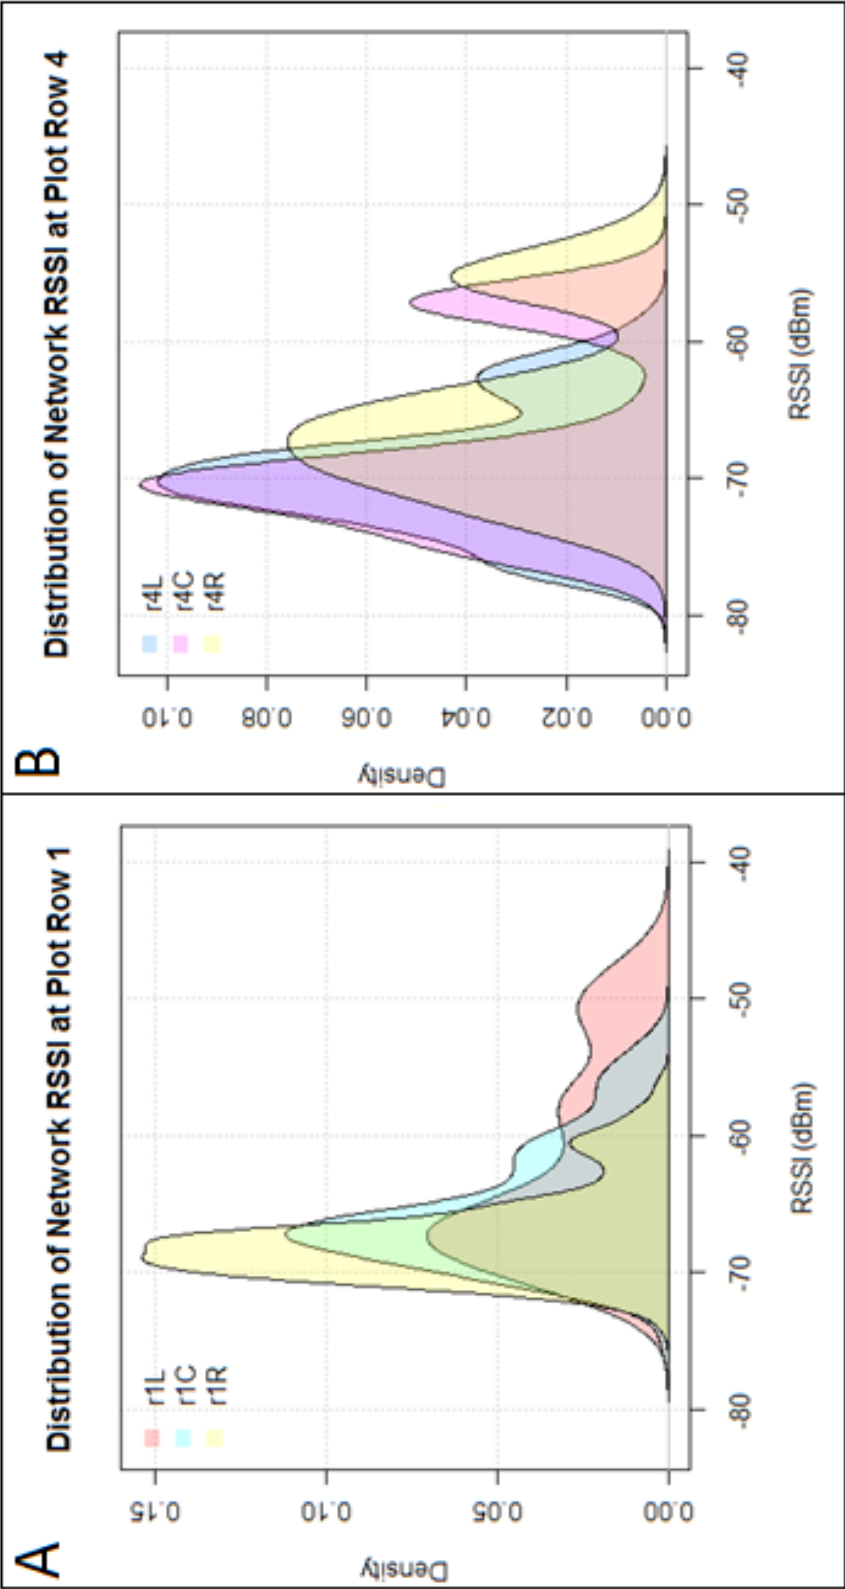 A
Distribution of Network RSSI at Plot Row 1
r1L
r1C
r1R
Density
0.00
0.05
0.10
0.15
-80
-70
-60
-50
-40
RSSI (dBm)
B
Distribution of Network RSSI at Plot Row 4
r4L
r4C
r4R
Density
0.00
0.02
0.04
0.06
0.08
0.10
-80
-70
-60
-50
-40
RSSI (dBm)